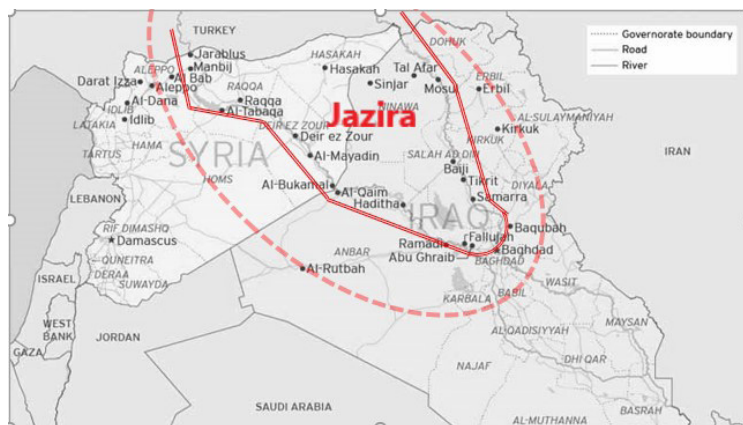 TURKEY
Governorate boundary
Road
River
DOHUK
Jarablus
Manbij
HASAKAH
Hasakah
Tal Afar
ALEPPO
Al Bab
Darat Izza
Aleppo
Sinjar
Mosul
ERBIL
Erbil
RAQQA
Raqqa
Al-Dana
IDLIB
Idlib
Al-Tabaqa
Jazira
NINAWA
AL-SULAYMANIYAH
LATAKIA
DEIR EZ ZOUR
Deir ez Zour
Kirkuk
KIRKUK
HAMA
TARTUS
SYRIA
Al-Mayadin
SALAH AD DIN
Baiji
IRAN
HOMS
Al-Bukamal
Al-Qaim
Tikrit
DIYALA
LEBANON
Haditha
Samarra
IRAQ
RIF DIMASHQ
Damascus
Baqubah
Ramadi
Fallujah
Abu Ghraib
Baghdad
BAGHDAD
ANBAR
QUNEITRA
DERAA
SUWAYDA
Al-Rutbah
ISRAEL
WASIT
KARBALA
BABIL
WEST
BANK
JORDAN
AL-QADISIYYAH
MAYSAN
GAZA
DHI QAR
NAJAF
SAUDI ARABIA
BASRAH
AL-MUTHANNA